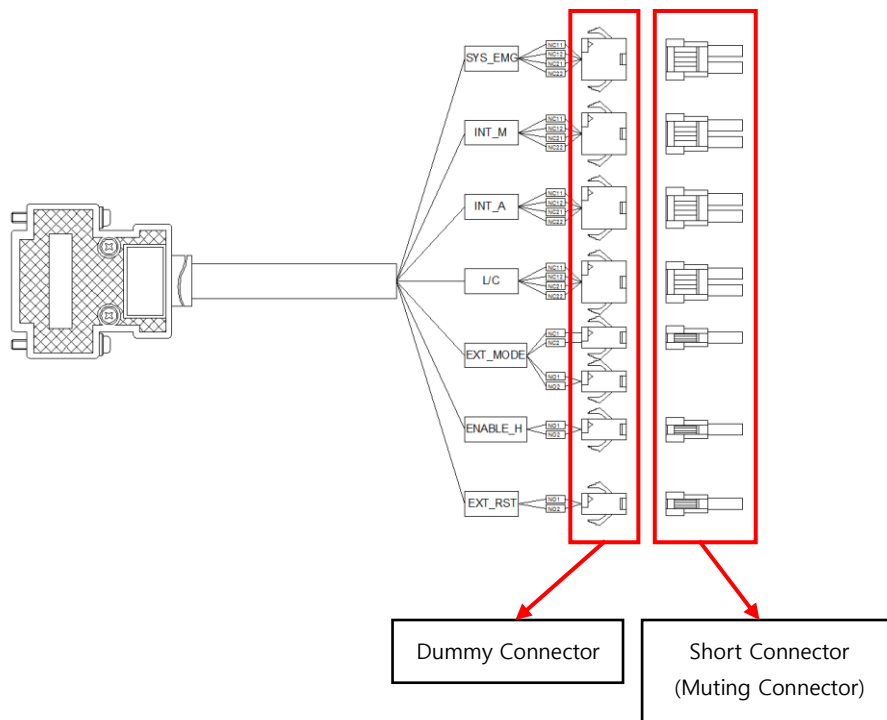 SYS_EMG
NC11
NC12
NC21
NC22
INT_M
NC11
NC12
NC21
NC22
INT_A
NC11
NC12
NC21
NC22
L/C
NC11
NC12
NC21
NC22
EXT_MODE
NC1
NC2
NO1
NO2
ENABLE_H
NO1
NO2
EXT_RST
NO1
NO2
Dummy Connector
Short Connector
(Muting Connector)